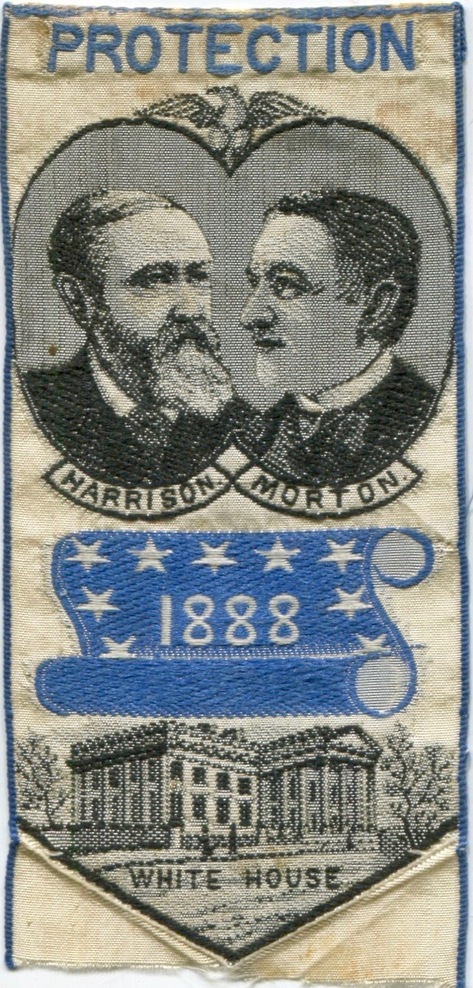 PROTECTION
HARRISON. MORTON.
1888
WHITE HOUSE